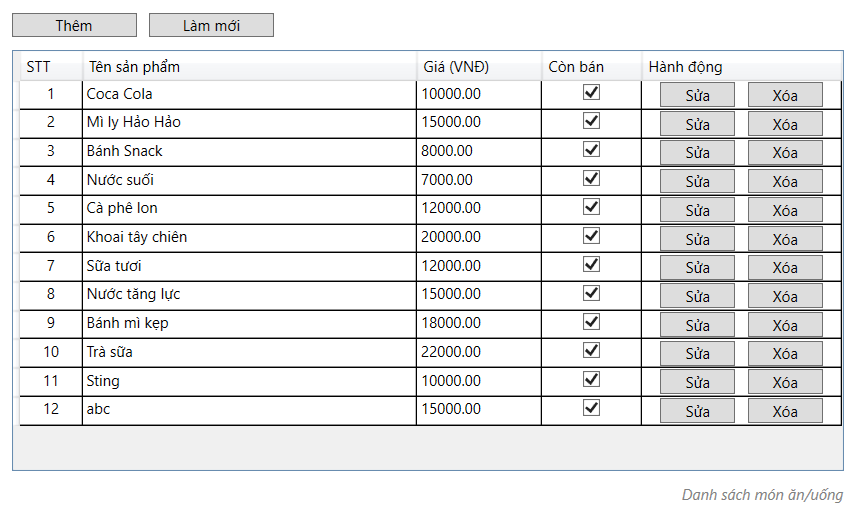 Thêm Làm mới
STT Tên sản phẩm Giá (VNĐ) Còn bán Hành động
1 Coca Cola 10000.00 Sửa Xóa
2 Mì ly Hảo Hảo 15000.00 Sửa Xóa
3 Bánh Snack 8000.00 Sửa Xóa
4 Nước suối 7000.00 Sửa Xóa
5 Cà phê lon 12000.00 Sửa Xóa
6 Khoai tây chiên 20000.00 Sửa Xóa
7 Sữa tươi 12000.00 Sửa Xóa
8 Nước tăng lực 15000.00 Sửa Xóa
9 Bánh mì kẹp 18000.00 Sửa Xóa
10 Trà sữa 22000.00 Sửa Xóa
11 Sting 10000.00 Sửa Xóa
12 abc 15000.00 Sửa Xóa
Danh sách món ăn/uống